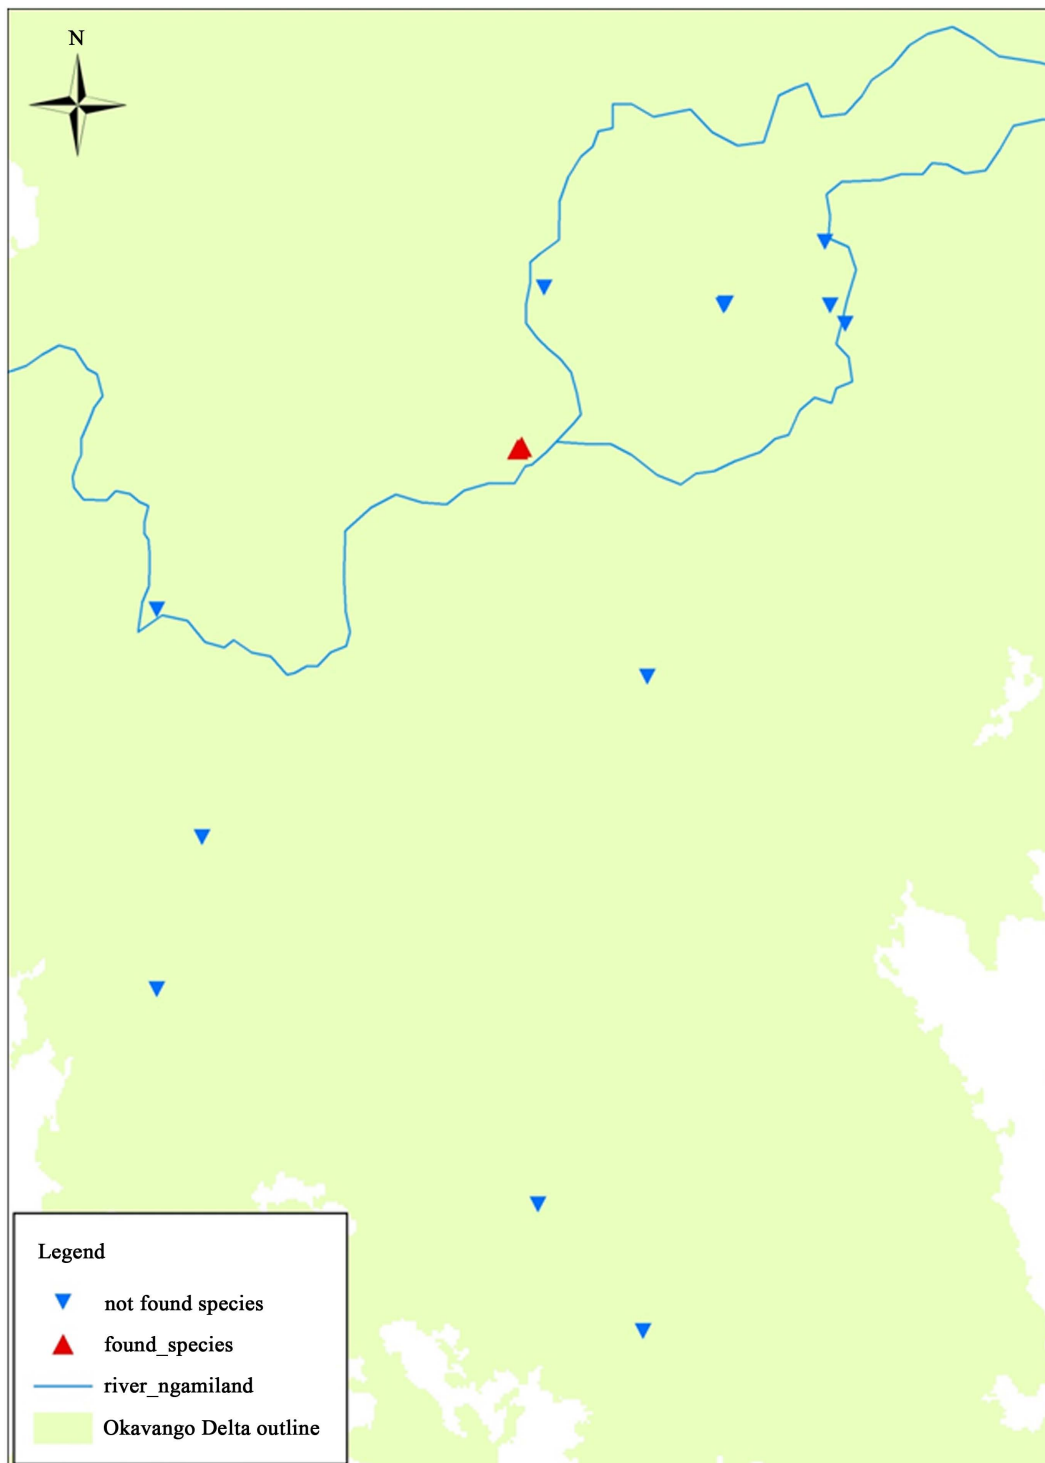 N
Legend
not found species
found_species
river_ngamiland
Okavango Delta outline